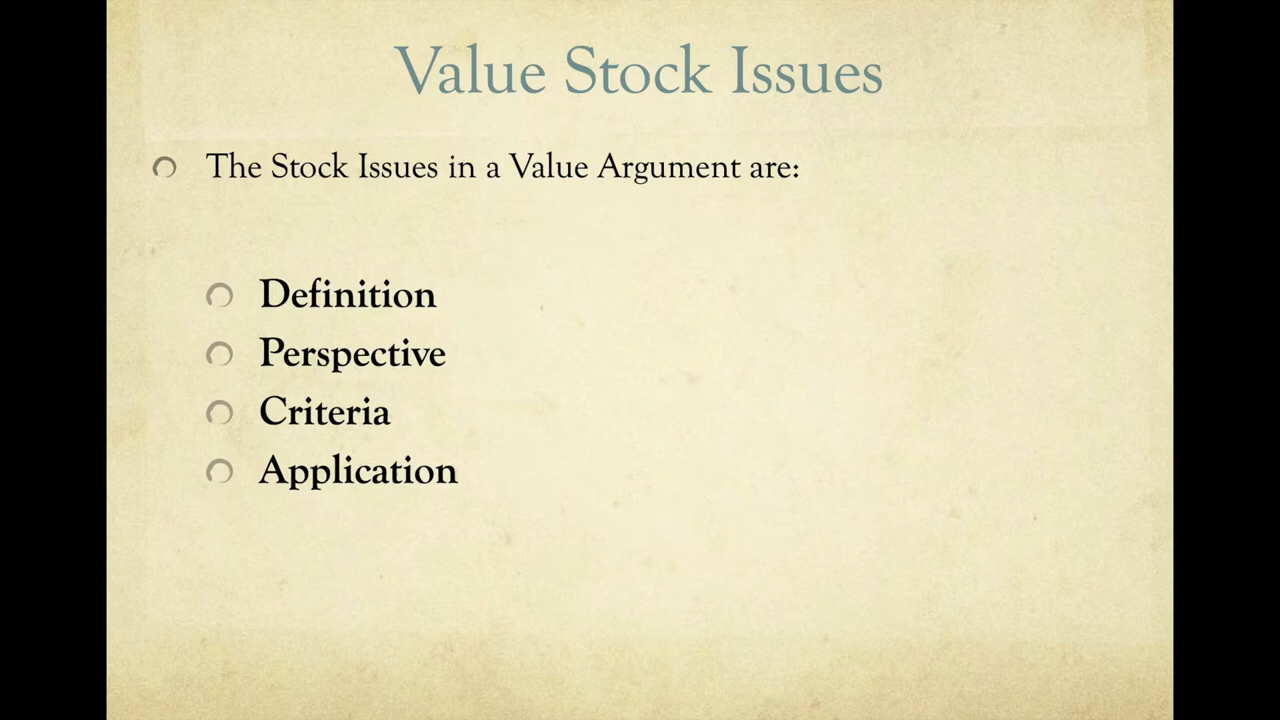 Value Stock Issues
The Stock Issues in a Value Argument are:
Definition
Perspective
Criteria
Application